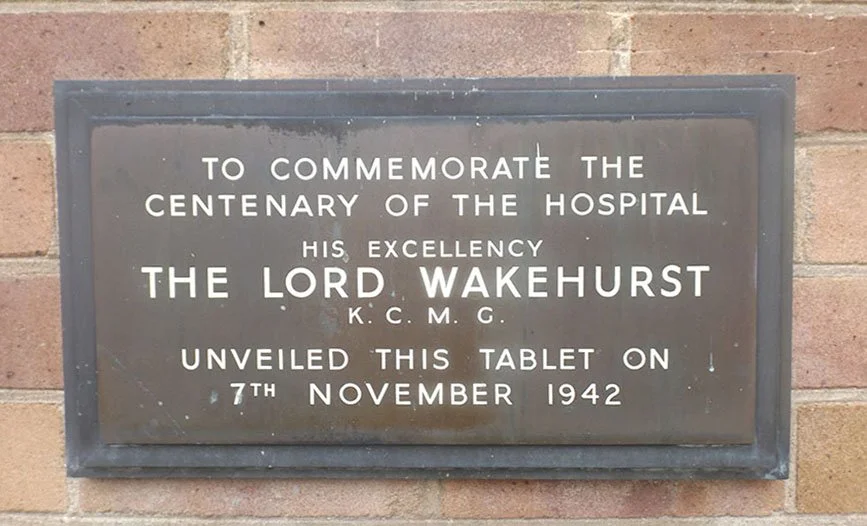 TO COMMEMORATE THE
CENTENARY OF THE HOSPITAL
HIS EXCELLENCY
THE LORD WAKEHURST
K. C. M. G.
UNVEILED THIS TABLET ON
7TH NOVEMBER 1942